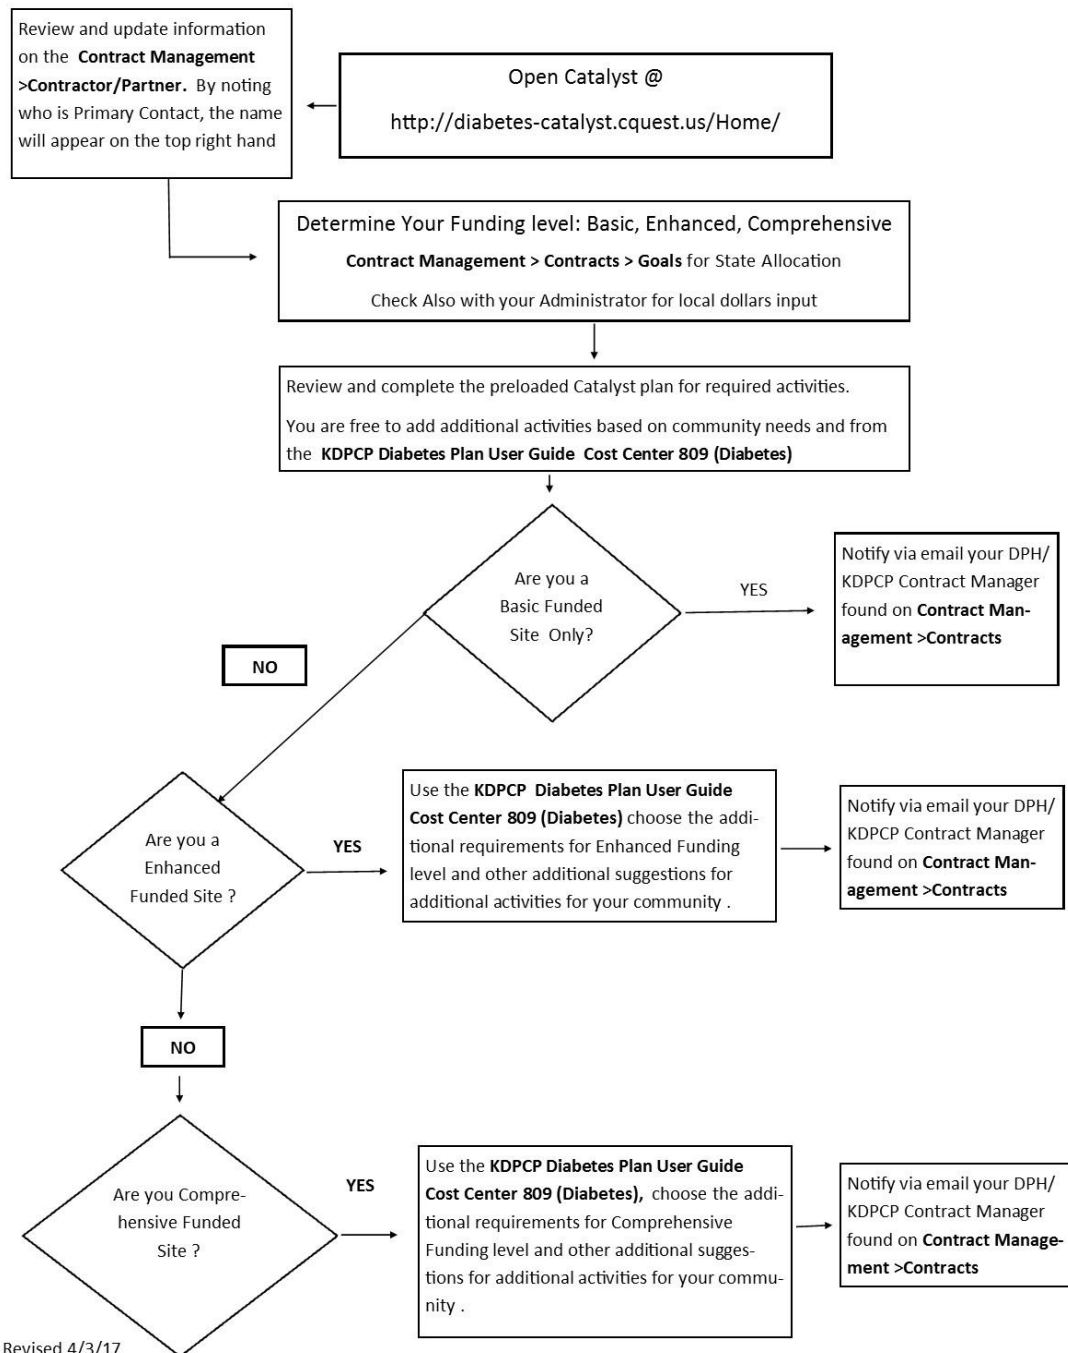 Open Catalyst @
http://diabetes-catalyst.cquest.us/Home/
Review and update information
on the Contract Management
>Contractor/Partner. By noting
who is Primary Contact, the name
will appear on the top right hand
Determine Your Funding level: Basic, Enhanced, Comprehensive
Contract Management > Contracts > Goals for State Allocation
Check Also with your Administrator for local dollars input
Review and complete the preloaded Catalyst plan for required activities.
You are free to add additional activities based on community needs and from
the KDPCP Diabetes Plan User Guide Cost Center 809 (Diabetes)
Are you a
Basic Funded
Site Only?
YES
Notify via email your DPH/
KDPCP Contract Manager
found on Contract Man-
agement >Contracts
NO
Are you a
Enhanced
Funded Site ?
YES
Use the KDPCP Diabetes Plan User Guide
Cost Center 809 (Diabetes) choose the addi-
tional requirements for Enhanced Funding
level and other additional suggestions for
additional activities for your community .
Notify via email your DPH/
KDPCP Contract Manager
found on Contract Man-
agement >Contracts
NO
Are you Compre-
hensive Funded
Site ?
YES
Use the KDPCP Diabetes Plan User Guide
Cost Center 809 (Diabetes), choose the addi-
tional requirements for Comprehensive
Funding level and other additional sugges-
tions for additional activities for your commu-
nity .
Notify via email your DPH/
KDPCP Contract Manager
found on Contract Manage-
ment >Contracts
Revised 4/3/17